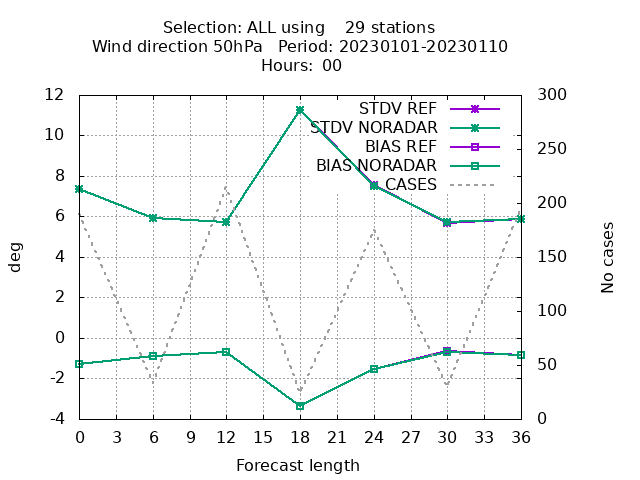 Selection: ALL using    29 stations
Wind direction 50hPa   Period: 20230101-20230110
Hours: 00
STDV REF
STDV NORADAR
BIAS REF
BIAS NORADAR
CASES
12
10
8
6
4
2
0
-2
-4
deg
300
250
200
150
100
50
0
No cases
0 3 6 9 12 15 18 21 24 27 30 33 36
Forecast length